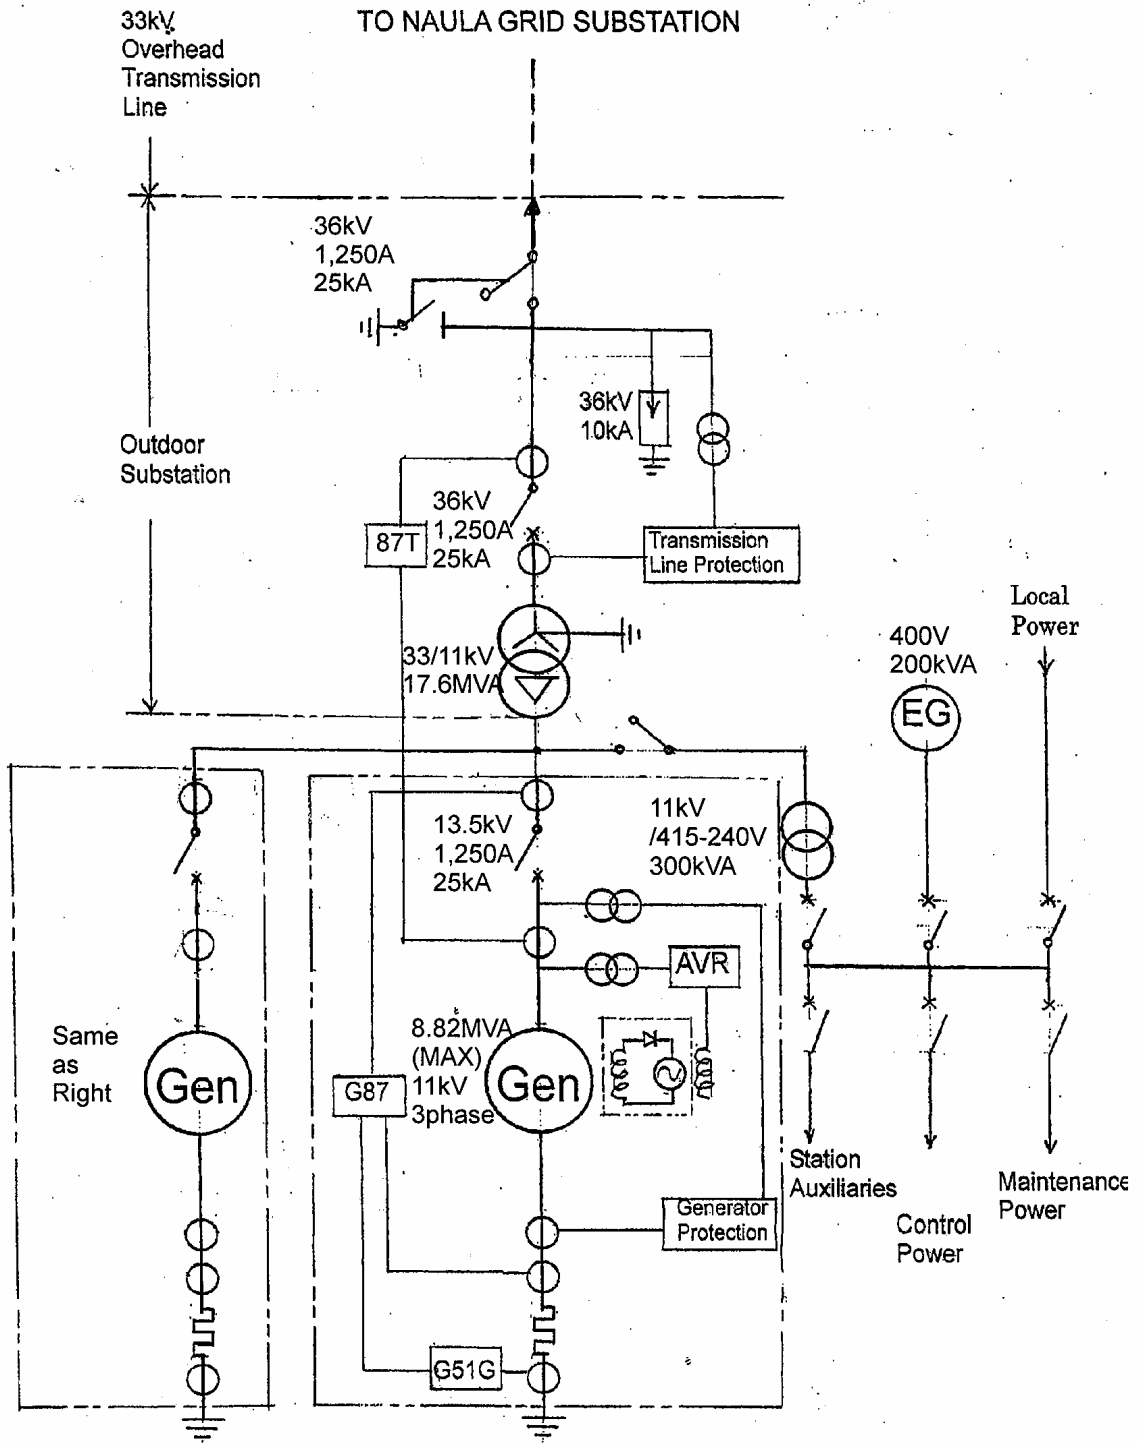 33kV
Overhead
Transmission
Line
TO NAULA GRID SUBSTATION
36kV
1,250A
25kA
36kV
10kA
Outdoor
Substation
36kV
1,250A
25kA
87T
Transmission
Line Protection
33/11kV
17.6MVA
400V
200kVA
EG
Local
Power
13.5kV
1,250A
25kA
11kV
/415-240V
300kVA
AVR
Same
as
Right
Gen
8.82MVA
(MAX)
11kV
3phase
Gen
G87
Generator
Protection
G51G
Station
Auxiliaries
Control
Power
Maintenance
Power